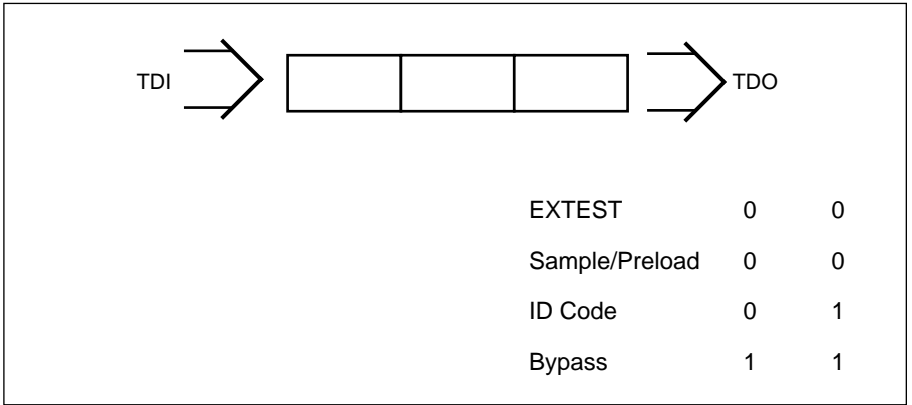 TDI TDO
EXTEST 0 0
Sample/Preload 0 0
ID Code 0 1
Bypass 1 1